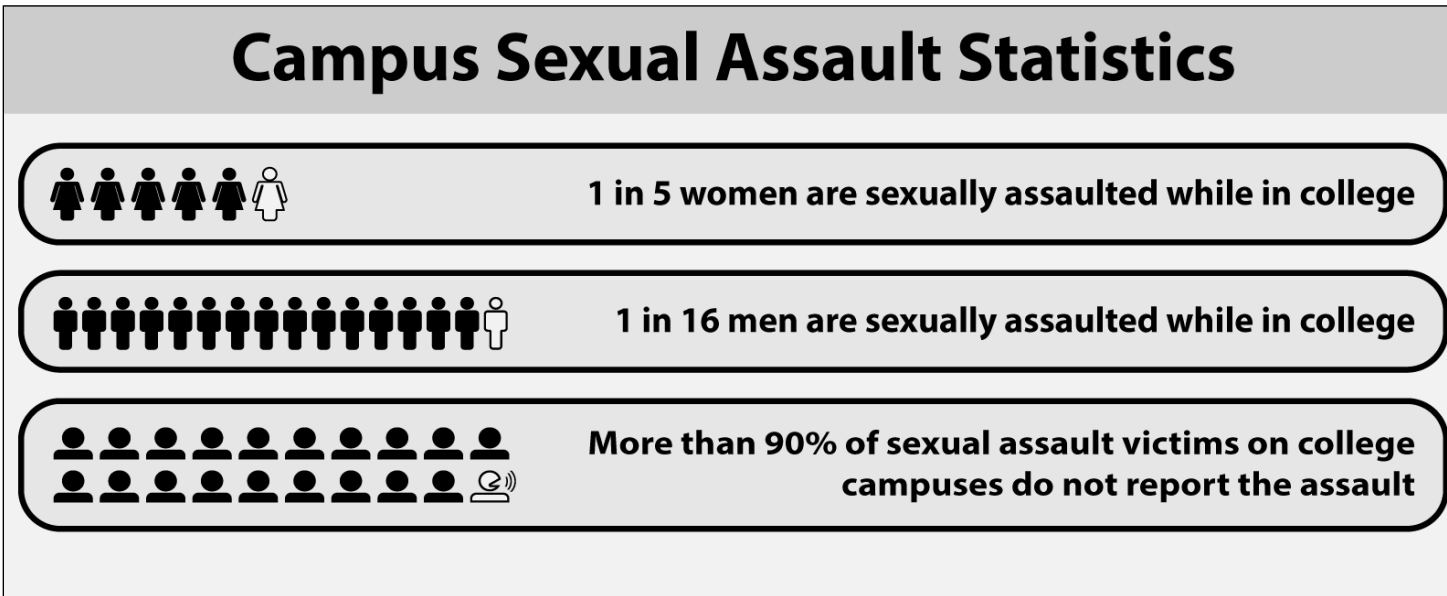 Campus Sexual Assault Statistics
1 in 5 women are sexually assaulted while in college
1 in 16 men are sexually assaulted while in college
More than 90% of sexual assault victims on college
campuses do not report the assault